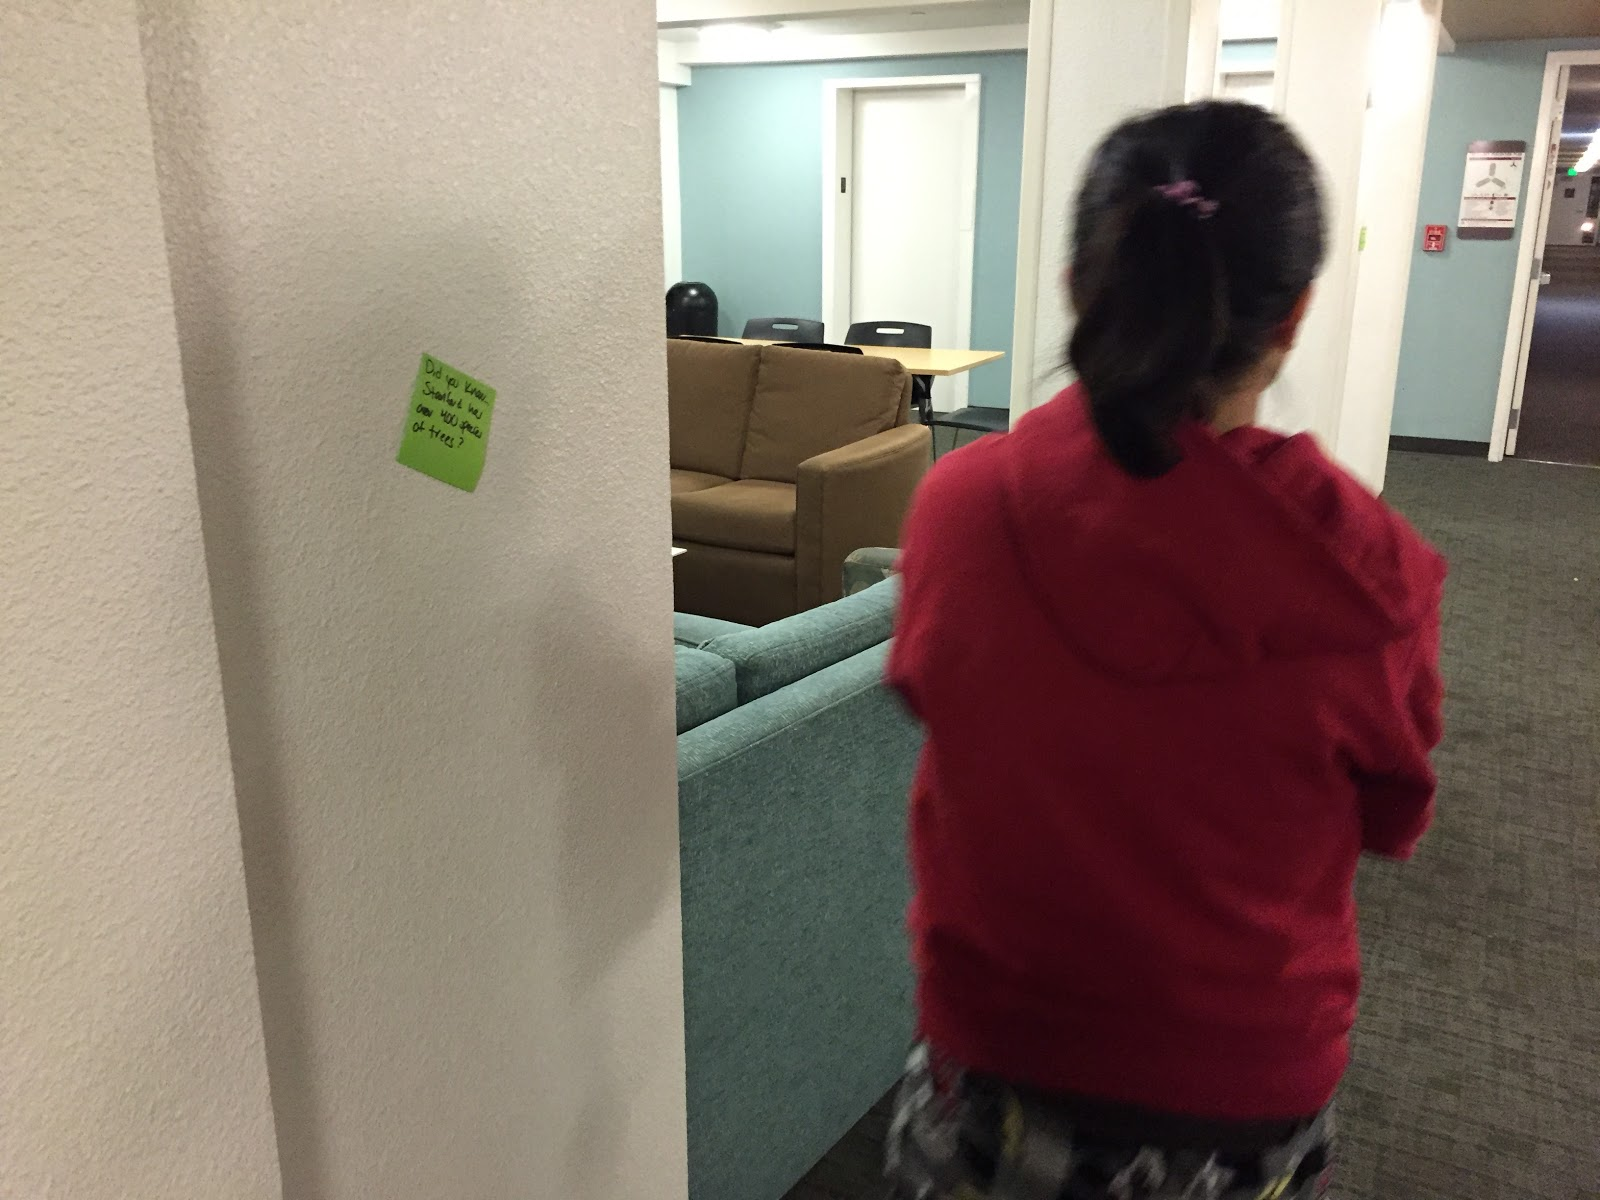 Did you know...
Stanford has
over 400 species
of trees?